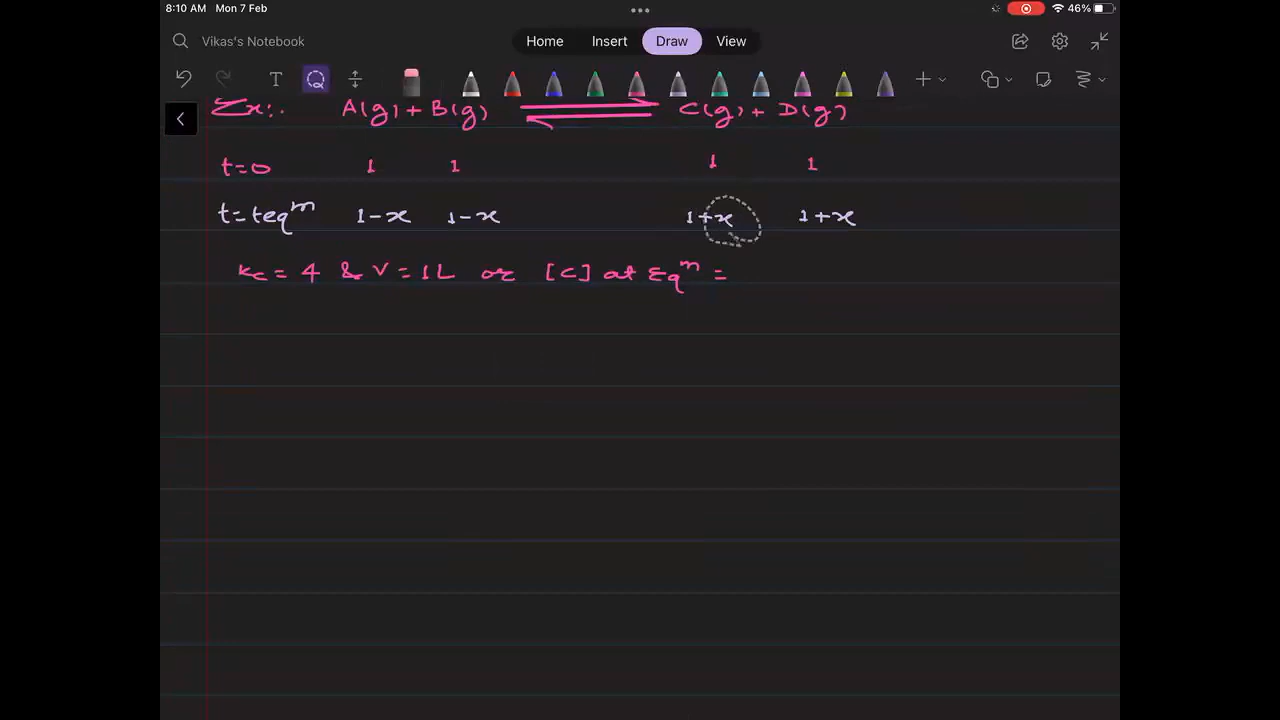 8:10 AM Mon 7 Feb 46%
Vikas's Notebook Home Insert Draw View
T
Ex:. A(g) + B(g) ⇌ C(g) + D(g)
t=0 1 1 1 1
t=teqᵐ 1-x 1-x 1+x 1+x
Kc = 4 & V = 1L or [C] at Eqᵐ =